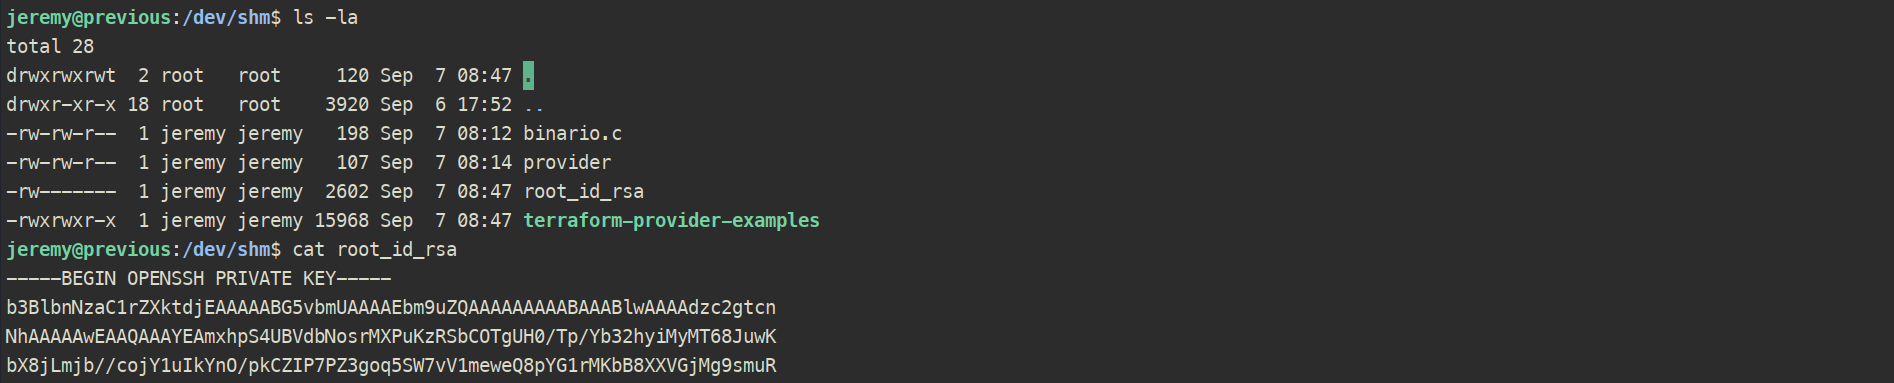 jeremy@previous:/dev/shm$ ls -la
total 28
drwxrwxrwt  2 root   root     120 Sep  7 08:47 .
drwxr-xr-x 18 root   root    3920 Sep  6 17:52 ..
-rw-rw-r--  1 jeremy jeremy   198 Sep  7 08:12 binario.c
-rw-rw-r--  1 jeremy jeremy   107 Sep  7 08:14 provider
-rw-------  1 jeremy jeremy  2602 Sep  7 08:47 root_id_rsa
-rwxrwxr-x  1 jeremy jeremy 15968 Sep  7 08:47 terraform-provider-examples
jeremy@previous:/dev/shm$ cat root_id_rsa
-----BEGIN OPENSSH PRIVATE KEY-----
b3BlbnNzaC1rZXktdjEAAAAABG5vbmUAAAAEbm9uZQAAAAAAAAABAAABlwAAAAdzc2gtcn
NhAAAAAwEAAQAAAYEAmxhpS4UBVdbNosrMXPuKzRSbCOTgUH0/Tp/Yb32hyiMyMT68JuwK
bX8jLmjb//cojY1uIkYnO/pkCZIP7PZ3goq5SW7vV1meweQ8pYG1rMKbB8XXVGjMg9smuR